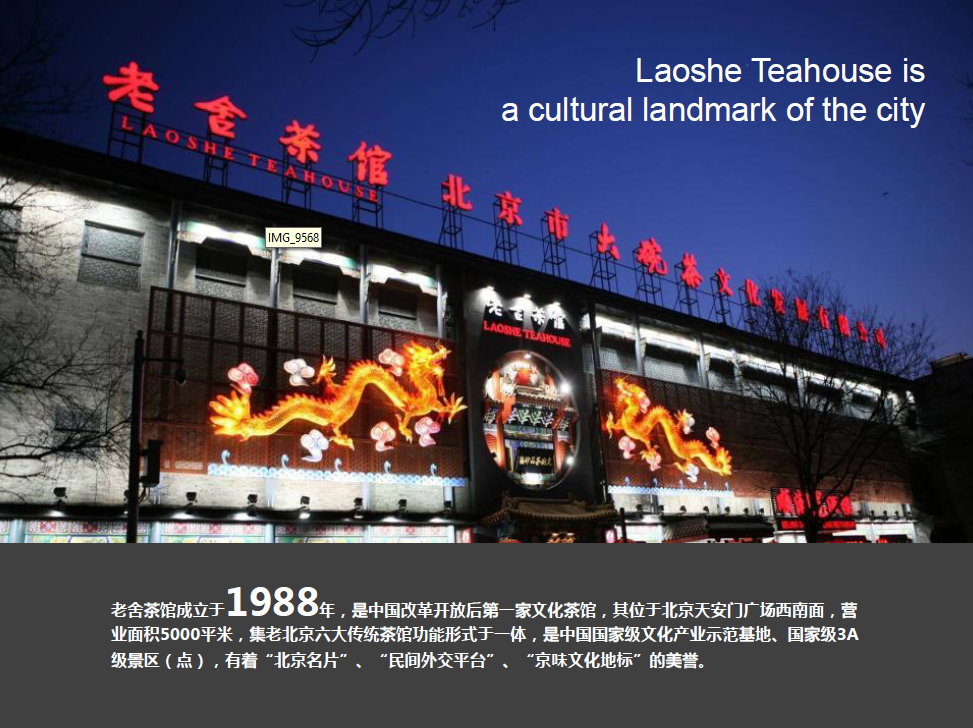 Laoshe Teahouse is
a cultural landmark of the city
老舍茶馆
LAOSHE TEAHOUSE
北京市大碗茶文化发展有限公司
IMG_9568
老舍茶馆
LAOSHE TEAHOUSE
老舍茶馆成立于1988年，是中国改革开放后第一家文化茶馆，其位于北京天安门广场西南面，营
业面积5000平米，集老北京六大传统茶馆功能形式于一体，是中国国家级文化产业示范基地、国家级3A
级景区（点），有着“北京名片”、“民间外交平台”、“京味文化地标”的美誉。